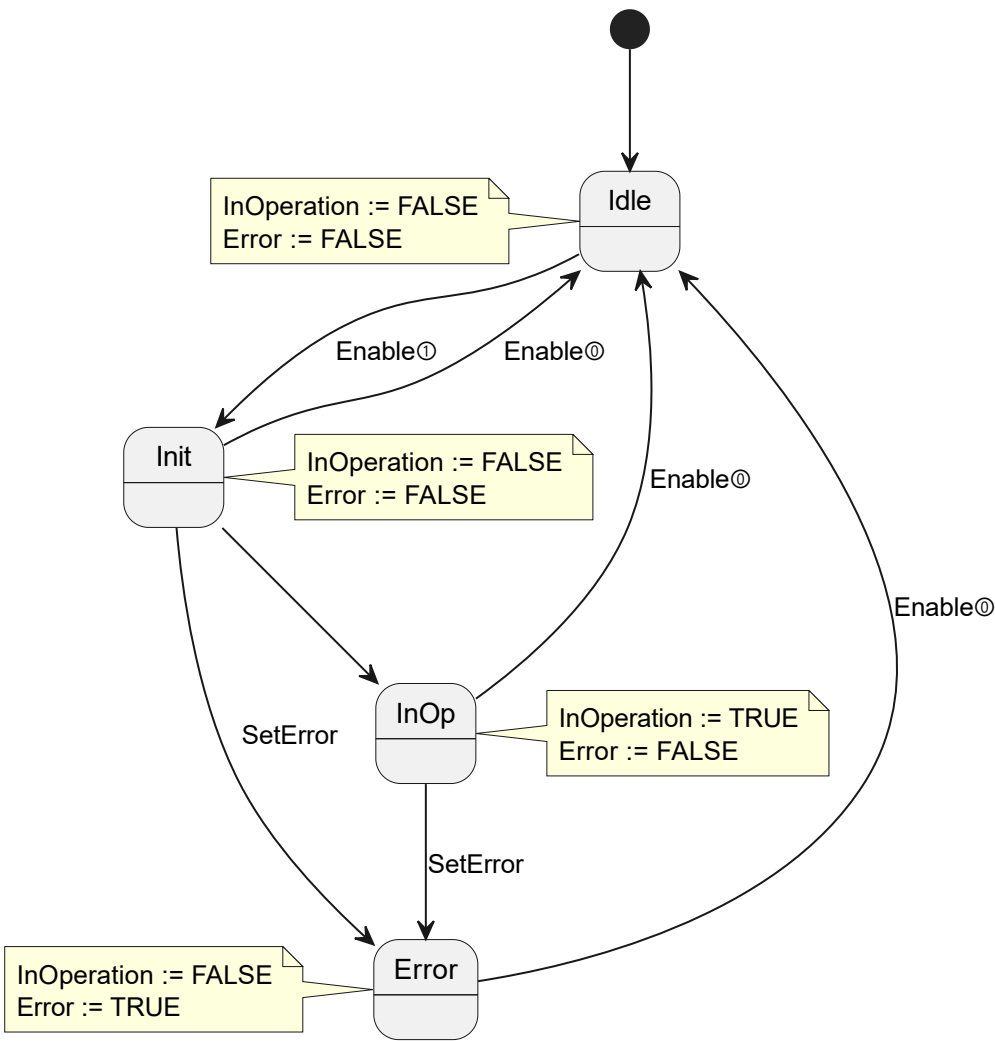 Idle
InOperation := FALSE
Error := FALSE
Enable⓵
Enable⓪
Init
InOperation := FALSE
Error := FALSE
Enable⓪
Enable⓪
InOp
InOperation := TRUE
Error := FALSE
SetError
SetError
Error
InOperation := FALSE
Error := TRUE